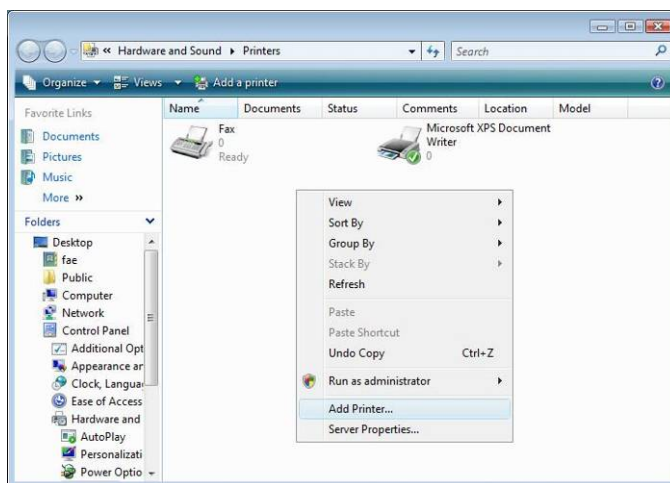 « Hardware and Sound ▸ Printers
Search
Organize Views Add a printer
Favorite Links
Documents
Pictures
Music
More »
Folders
Desktop
fae
Public
Computer
Network
Control Panel
Additional Opt
Appearance an
Clock, Languag
Ease of Access
Hardware and
AutoPlay
Personalizati
Power Optio
Name Documents Status Comments Location Model
Fax
0
Ready
Microsoft XPS Document
Writer
0
View
Sort By
Group By
Stack By
Refresh
Paste
Paste Shortcut
Undo Copy Ctrl+Z
Run as administrator
Add Printer...
Server Properties...